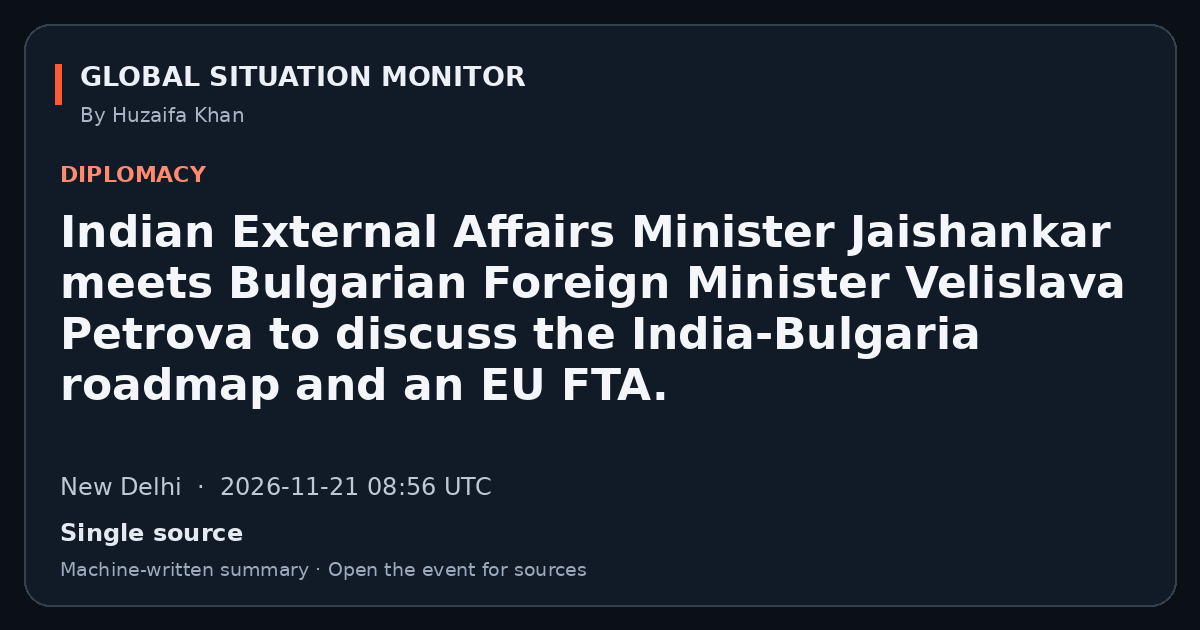 GLOBAL SITUATION MONITOR
By Huzaifa Khan
DIPLOMACY
Indian External Affairs Minister Jaishankar
meets Bulgarian Foreign Minister Velislava
Petrova to discuss the India-Bulgaria
roadmap and an EU FTA.
New Delhi · 2026-11-21 08:56 UTC
Single source
Machine-written summary · Open the event for sources